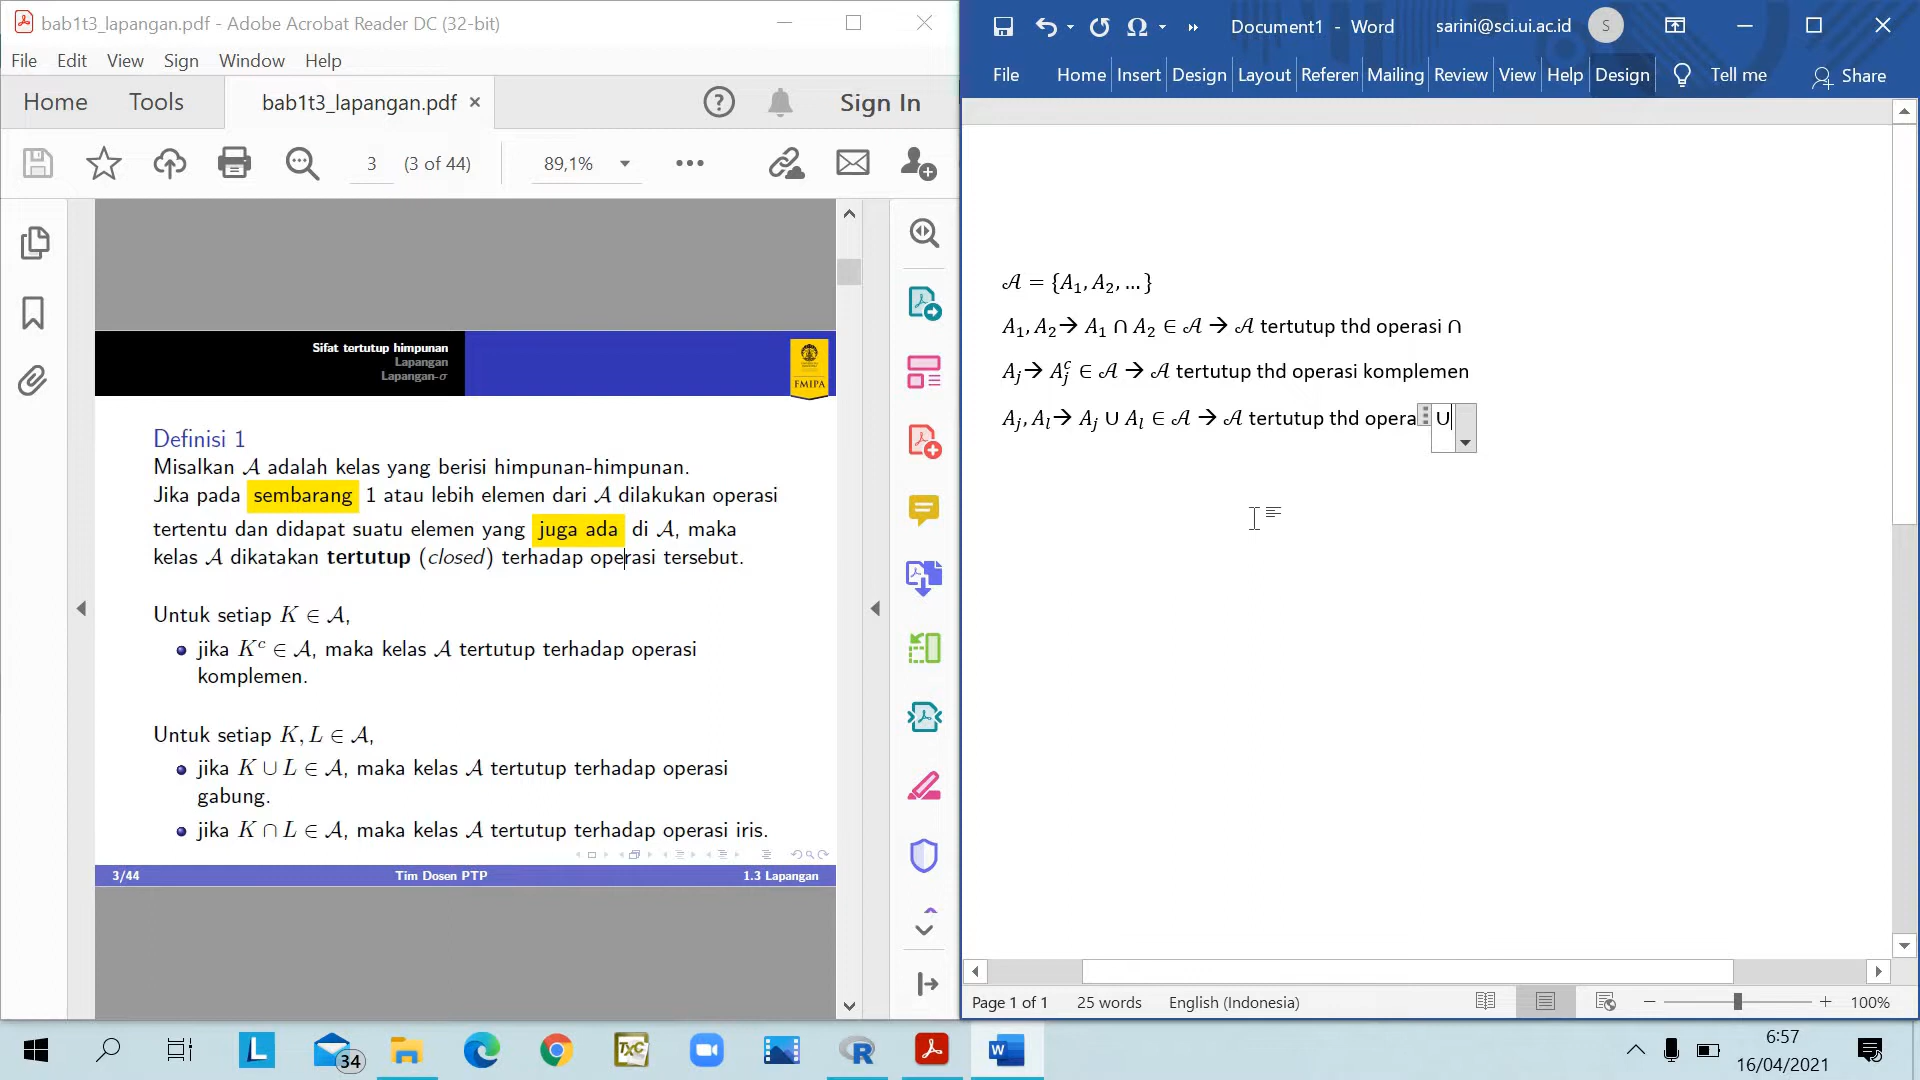 bab1t3_lapangan.pdf - Adobe Acrobat Reader DC (32-bit)
File Edit View Sign Window Help
Home Tools bab1t3_lapangan.pdf × Sign In
3 (3 of 44) 89,1%
Sifat tertutup himpunan
Lapangan
Lapangan-σ
FMIPA
Definisi 1
Misalkan 𝒜 adalah kelas yang berisi himpunan-himpunan.
Jika pada sembarang 1 atau lebih elemen dari 𝒜 dilakukan operasi
tertentu dan didapat suatu elemen yang juga ada di 𝒜, maka
kelas 𝒜 dikatakan tertutup (closed) terhadap operasi tersebut.
Untuk setiap K ∈ 𝒜,
jika Kᶜ ∈ 𝒜, maka kelas 𝒜 tertutup terhadap operasi
komplemen.
Untuk setiap K, L ∈ 𝒜,
jika K ∪ L ∈ 𝒜, maka kelas 𝒜 tertutup terhadap operasi
gabung.
jika K ∩ L ∈ 𝒜, maka kelas 𝒜 tertutup terhadap operasi iris.
3/44 Tim Dosen PTP 1.3 Lapangan
Document1 - Word sarini@sci.ui.ac.id S
File Home Insert Design Layout Referen Mailing Review View Help Design Tell me Share
𝒜 = {A₁, A₂, …}
A₁, A₂→ A₁ ∩ A₂ ∈ 𝒜 → 𝒜 tertutup thd operasi ∩
Aⱼ→ Aⱼᶜ ∈ 𝒜 → 𝒜 tertutup thd operasi komplemen
Aⱼ, Aₗ→ Aⱼ ∪ Aₗ ∈ 𝒜 → 𝒜 tertutup thd opera ∪
Page 1 of 1 25 words English (Indonesia) 100%
L 34 TXC R W
6:57
16/04/2021